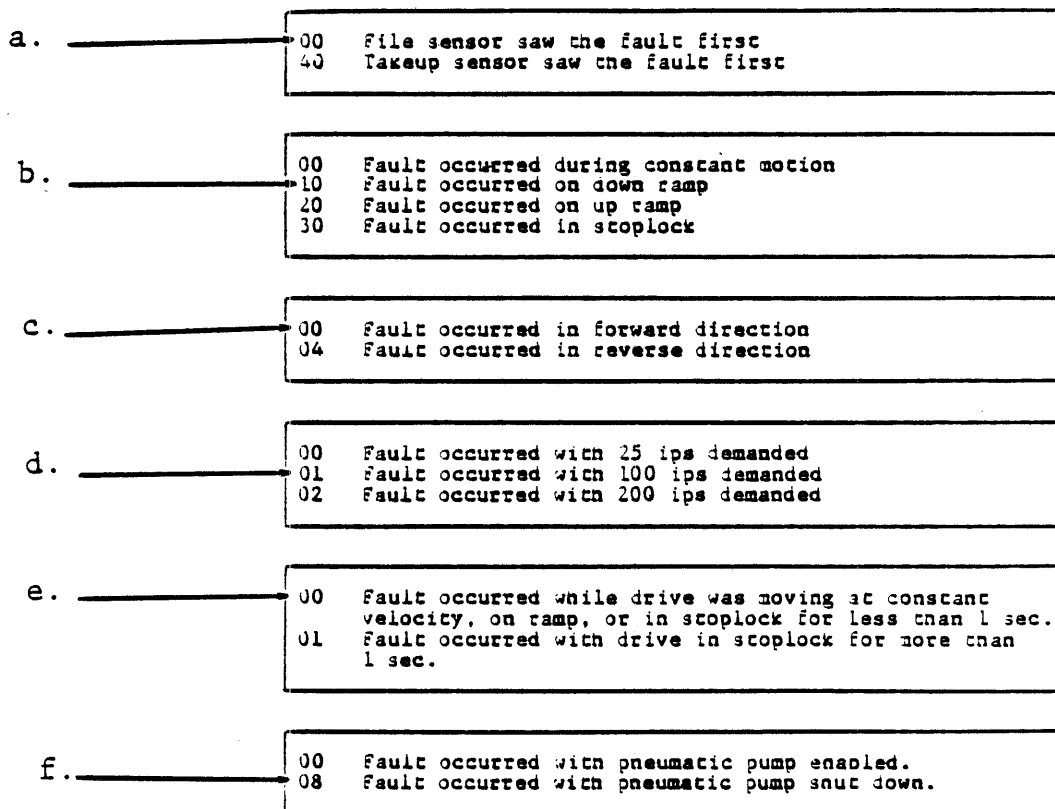 a.
00 File sensor saw the fault first
40 Takeup sensor saw the fault first
b.
00 Fault occurred during constant motion
10 Fault occurred on down ramp
20 Fault occurred on up ramp
30 Fault occurred in stoplock
c.
00 Fault occurred in forward direction
04 Fault occurred in reverse direction
d.
00 Fault occurred with 25 ips demanded
01 Fault occurred with 100 ips demanded
02 Fault occurred with 200 ips demanded
e.
00 Fault occurred while drive was moving at constant
velocity, on ramp, or in stoplock for less than 1 sec.
01 Fault occurred with drive in stoplock for more than
1 sec.
f.
00 Fault occurred with pneumatic pump enabled.
08 Fault occurred with pneumatic pump shut down.